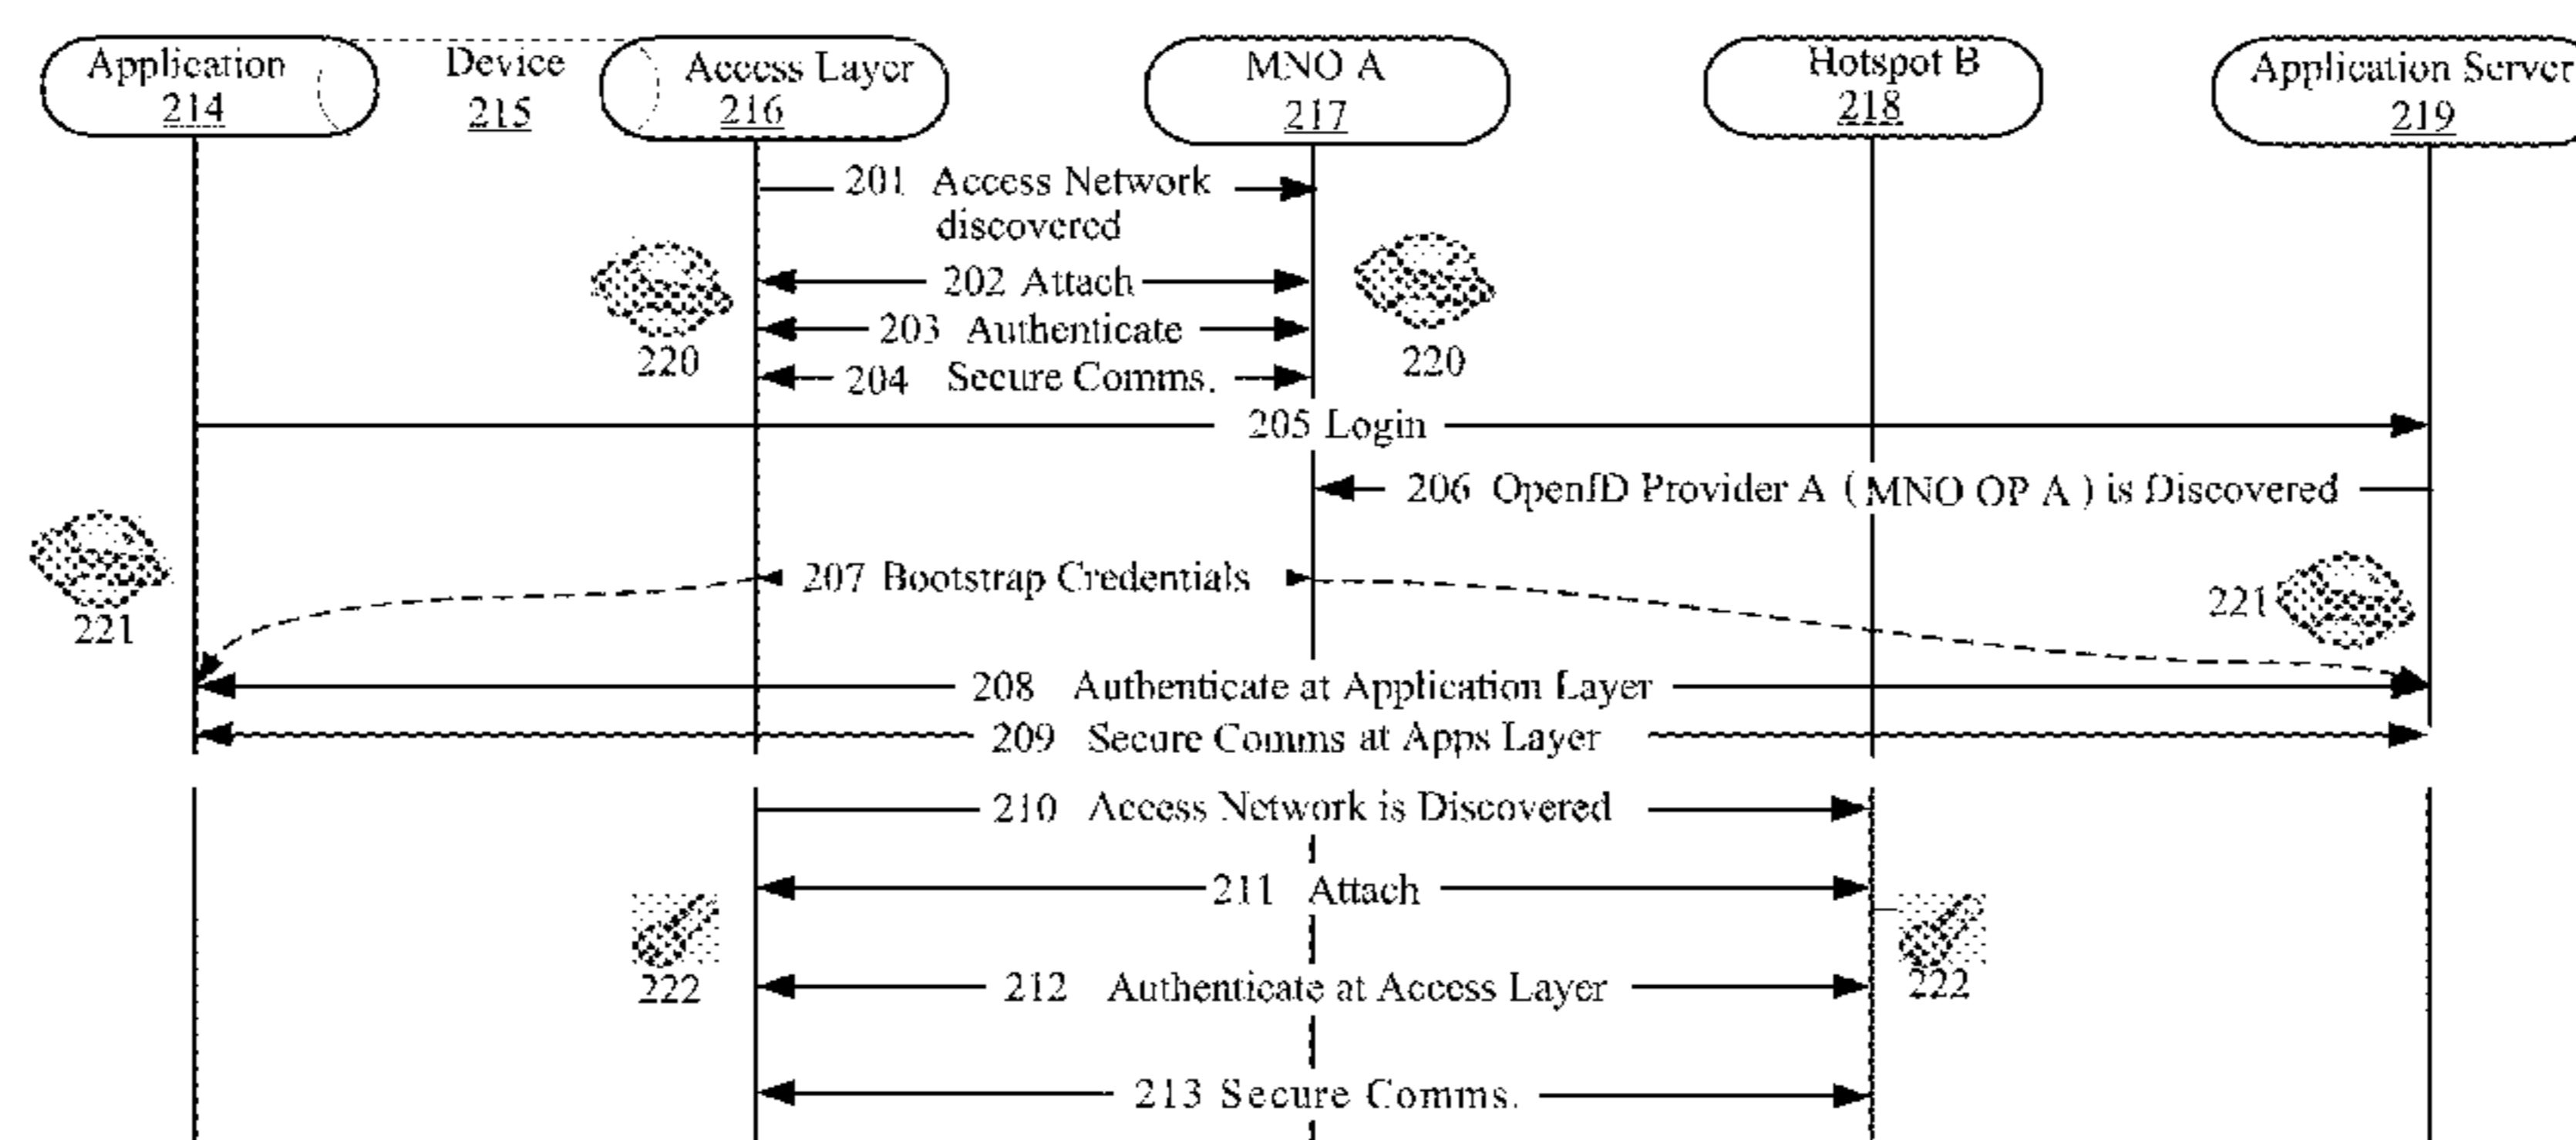 Application
214
Device
215
Access Layer
216
MNO A
217
Hotspot B
218
Application Server
219
201 Access Network
discovered
202 Attach
220
220
203 Authenticate
204 Secure Comms.
205 Login
206 OpenID Provider A (MNO OP A) is Discovered
207 Bootstrap Credentials
221
221
208 Authenticate at Application Layer
209 Secure Comms at Apps Layer
210 Access Network is Discovered
211 Attach
222
222
212 Authenticate at Access Layer
213 Secure Comms.